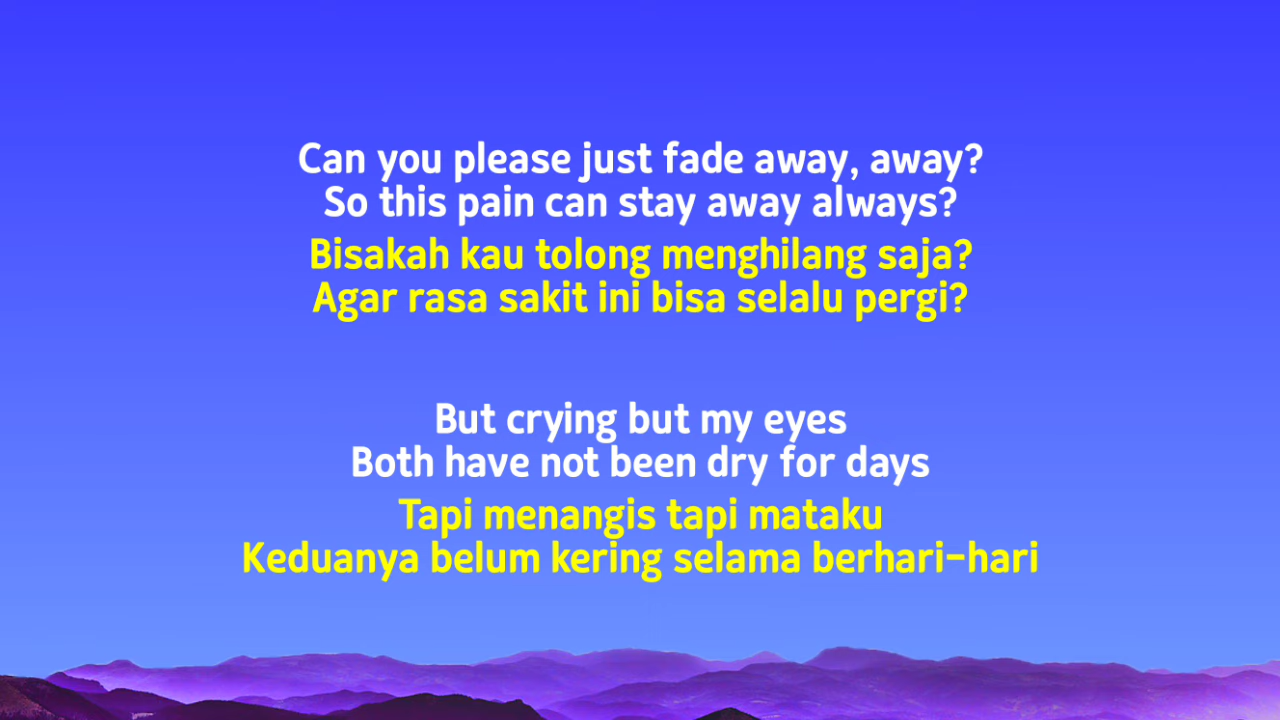 Can you please just fade away, away?
So this pain can stay away always?
Bisakah kau tolong menghilang saja?
Agar rasa sakit ini bisa selalu pergi?
But crying but my eyes
Both have not been dry for days
Tapi menangis tapi mataku
Keduanya belum kering selama berhari-hari